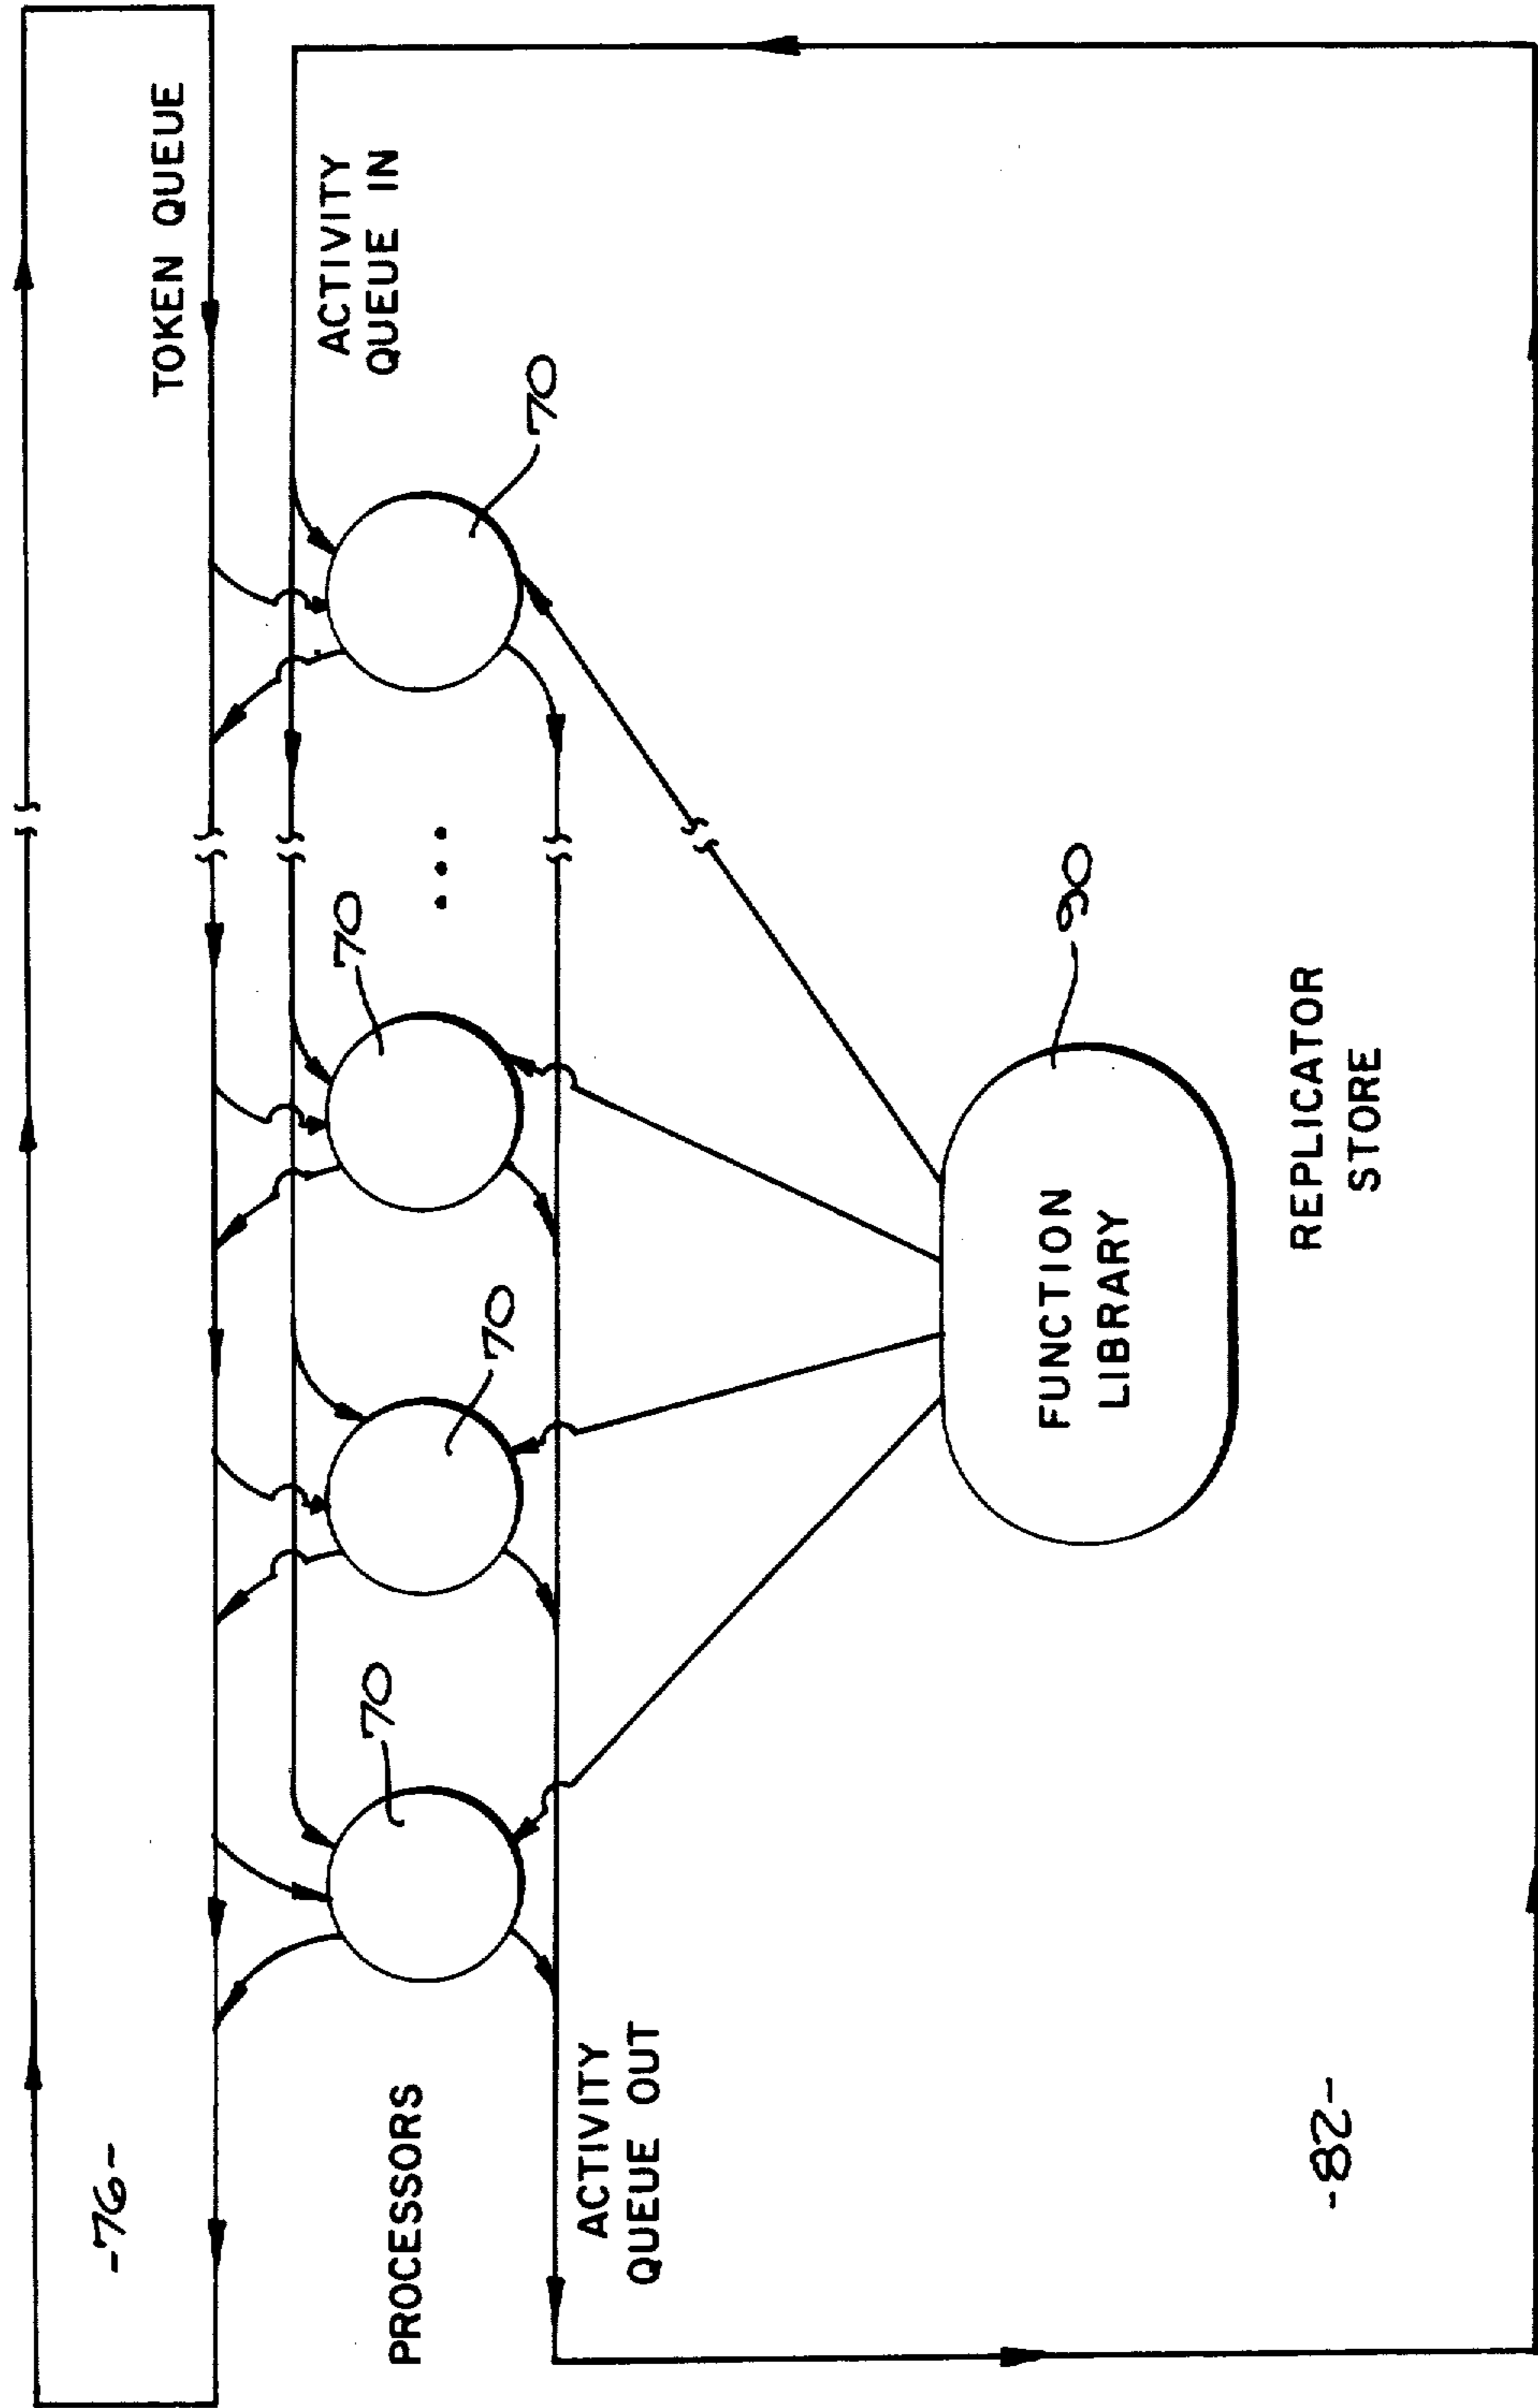 -76-
TOKEN QUEUE
ACTIVITY
QUEUE IN
PROCESSORS
70
70
70
70
...
ACTIVITY
QUEUE OUT
90
FUNCTION
LIBRARY
REPLICATOR
STORE
-82-